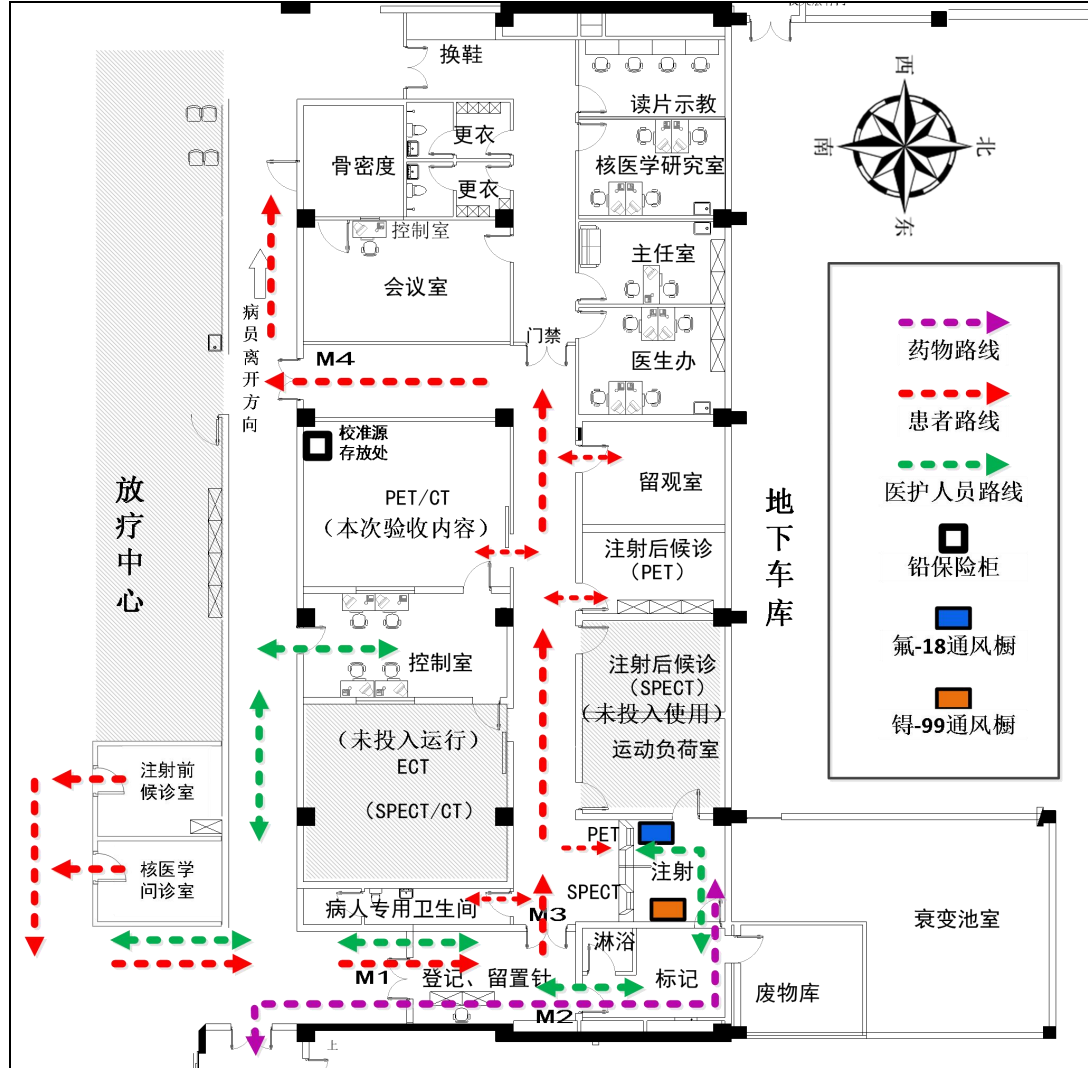 换鞋
读片示教
更衣
骨密度
更衣
核医学研究室
控制室
会议室
主任室
门禁
医生办
M4
病员离开方向
校准源
存放处
PET/CT
（本次验收内容）
留观室
注射后候诊
（PET）
放疗中心
地下车库
控制室
注射后候诊
（SPECT）
（未投入使用）
运动负荷室
（未投入运行）
ECT
（SPECT/CT）
注射前
候诊室
核医学
问诊室
PET
注射
SPECT
病人专用卫生间
M3
淋浴
标记
M1
登记、留置针
M2
废物库
衰变池室
上
西
南
北
东
药物路线
患者路线
医护人员路线
铅保险柜
氟-18通风橱
锝-99通风橱